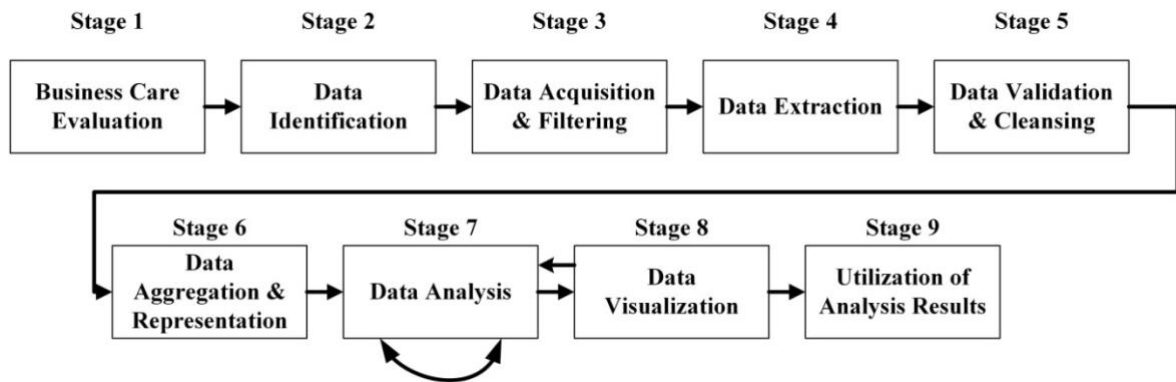 Stage 1
Stage 2
Stage 3
Stage 4
Stage 5
Business Care
Evaluation
Data
Identification
Data Acquisition
& Filtering
Data Extraction
Data Validation
& Cleansing
Stage 6
Stage 7
Stage 8
Stage 9
Data
Aggregation &
Representation
Data Analysis
Data
Visualization
Utilization of
Analysis Results